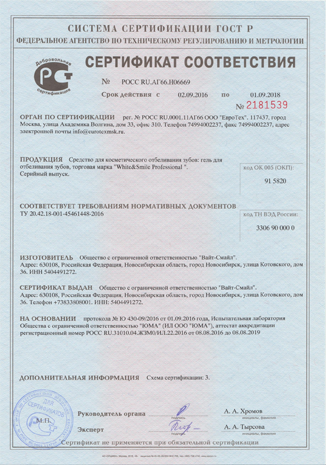 СИСТЕМА СЕРТИФИКАЦИИ ГОСТ Р
ФЕДЕРАЛЬНОЕ АГЕНТСТВО ПО ТЕХНИЧЕСКОМУ РЕГУЛИРОВАНИЮ И МЕТРОЛОГИИ
СЕРТИФИКАТ СООТВЕТСТВИЯ
№ РОСС RU.АГ66.Н06669
Срок действия с 02.09.2016 по 01.09.2018
№ 2181539
ОРГАН ПО СЕРТИФИКАЦИИ рег. № РОСС RU.0001.11АГ66 ООО "ЕвроТех". 117437, город
Москва, улица Академика Волгина, дом 33, офис 310. Телефон 74994002237, факс 74994002237, адрес
электронной почты
ПРОДУКЦИЯ Средство для косметического отбеливания зубов: гель для
отбеливания зубов, торговая марка "White&Smile Professional ".
Серийный выпуск.
код ОК 005 (ОКП):
91 5820
СООТВЕТСТВУЕТ ТРЕБОВАНИЯМ НОРМАТИВНЫХ ДОКУМЕНТОВ
ТУ 20.42.18-001-45461448-2016
код ТН ВЭД России:
3306 90 000 0
ИЗГОТОВИТЕЛЬ Общество с ограниченной ответственностью "Вайт-Смайл".
Адрес: 630108, Российская Федерация, Новосибирская область, город Новосибирск, улица Котовского, дом
36. ИНН 5404491272.
СЕРТИФИКАТ ВЫДАН Общество с ограниченной ответственностью "Вайт-Смайл".
Адрес: 630108, Российская Федерация, Новосибирская область, город Новосибирск, улица Котовского, дом
36. Телефон +73833808001. ИНН 5404491272.
НА ОСНОВАНИИ протокола № Ю 430-09/2016 от 01.09.2016 года, Испытательная лаборатория
Общества с ограниченной ответственностью "ЮМА" (ИЛ ООО "ЮМА"), аттестат аккредитации
регистрационный номер РОСС RU.31010.04.ЖЛМ0.ИЛ.22.2016 от 08.08.2016 до 08.08.2019
ДОПОЛНИТЕЛЬНАЯ ИНФОРМАЦИЯ Схема сертификации: 3.
М.П.
Руководитель органа
А. А. Хромов
Эксперт
А. А. Тырсова
Сертификат не применяется при обязательной сертификации